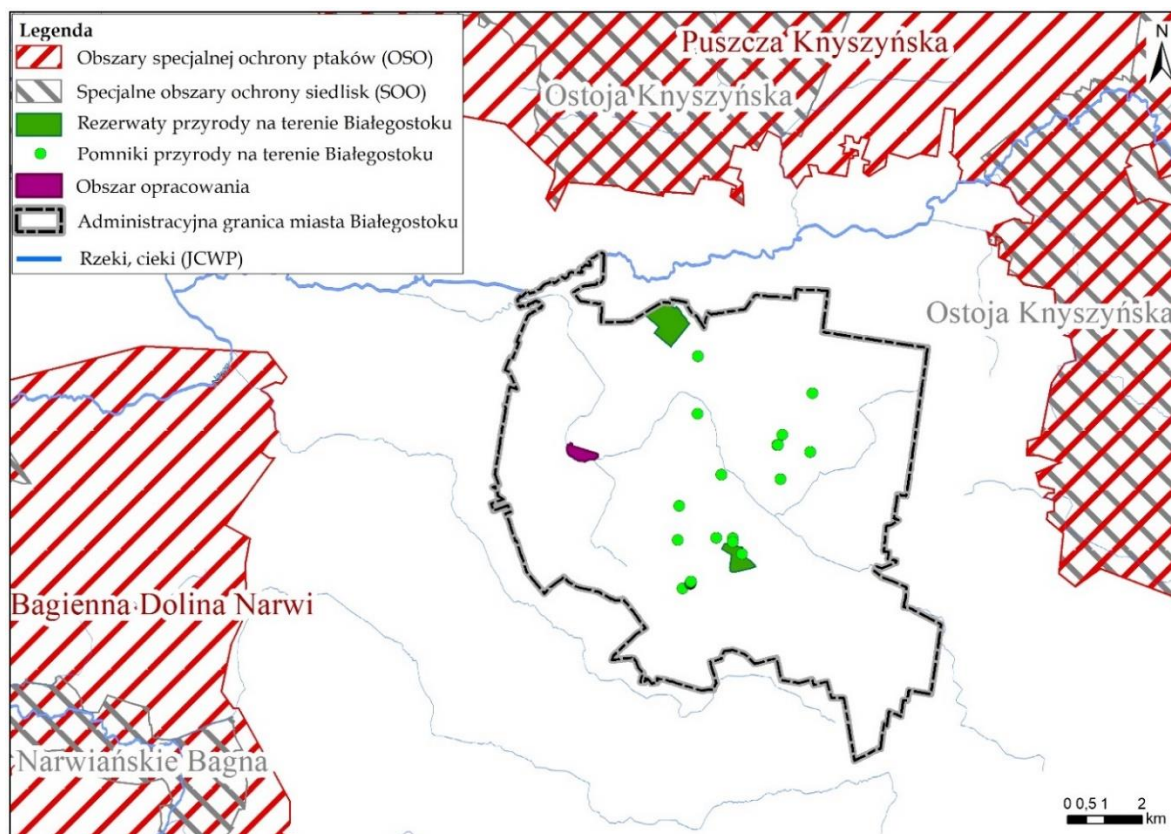 Legenda
Obszary specjalnej ochrony ptaków (OSO)
Specjalne obszary ochrony siedlisk (SOO)
Rezerwaty przyrody na terenie Białegostoku
Pomniki przyrody na terenie Białegostoku
Obszar opracowania
Administracyjna granica miasta Białegostoku
Rzeki, cieki (JCWP)
Puszcza Knyszyńska
Ostoja Knyszyńska
N
Ostoja Knyszyńska
Bagienna Dolina Narwi
Narwiańskie Bagna
0 0,5 1 2
km